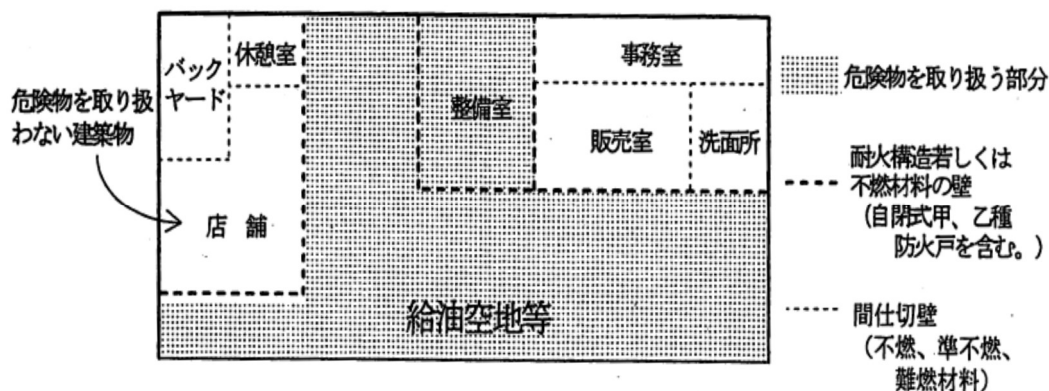 バック
ヤード
休憩室
整備室
事務室
販売室
洗面所
店 舗
給油空地等
危険物を取り扱
わない建築物
危険物を取り扱う部分
耐火構造若しくは
不燃材料の壁
(自閉式甲、乙種
防火戸を含む。)
間仕切壁
(不燃、準不燃、
難燃材料)